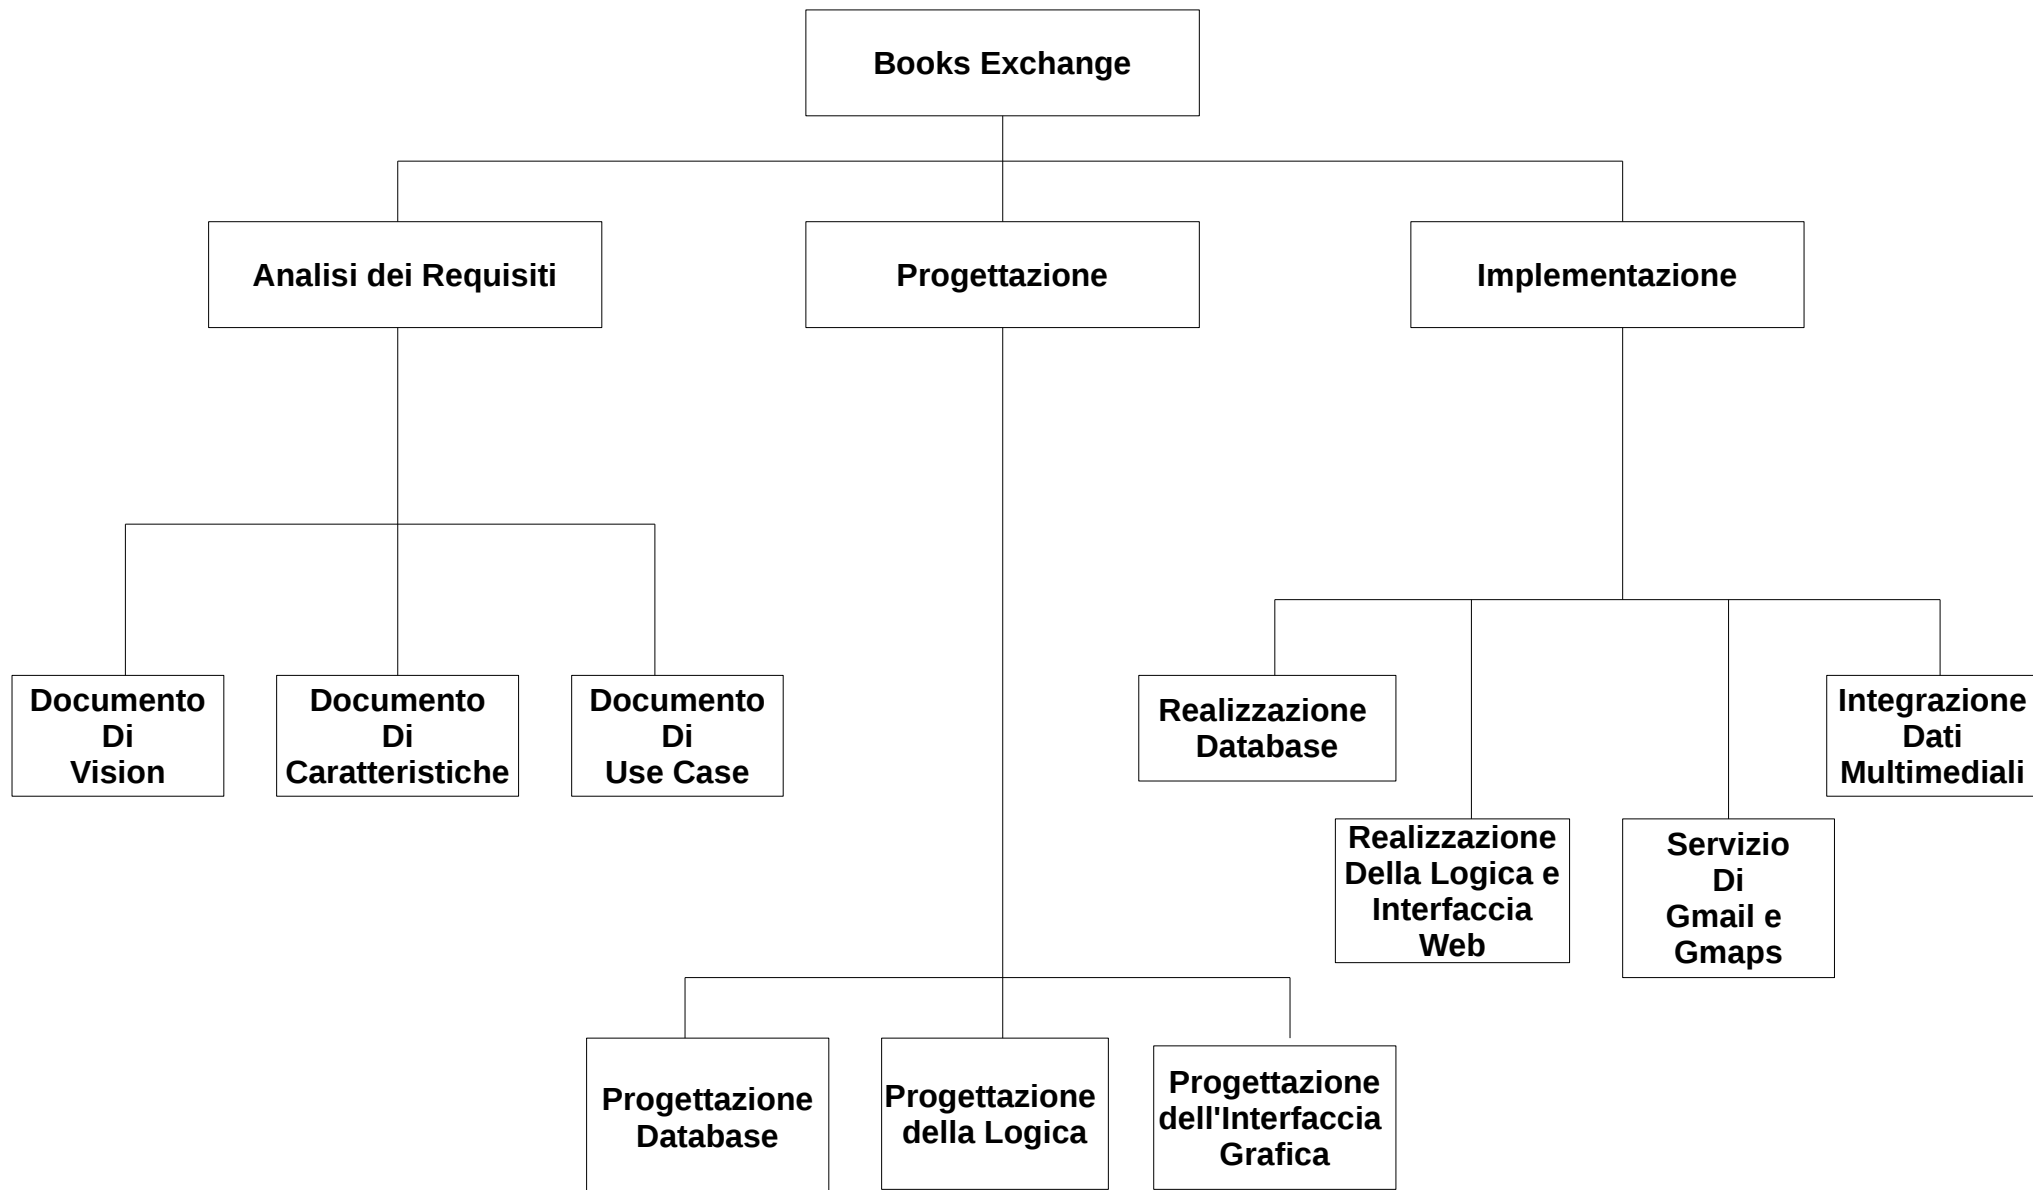 Books Exchange
Analisi dei Requisiti
Progettazione
Implementazione
Documento
Di
Vision
Documento
Di
Caratteristiche
Documento
Di
Use Case
Realizzazione
Database
Integrazione
Dati
Multimediali
Realizzazione
Della Logica e
Interfaccia
Web
Servizio
Di
Gmail e
Gmaps
Progettazione
Database
Progettazione
della Logica
Progettazione
dell'Interfaccia
Grafica